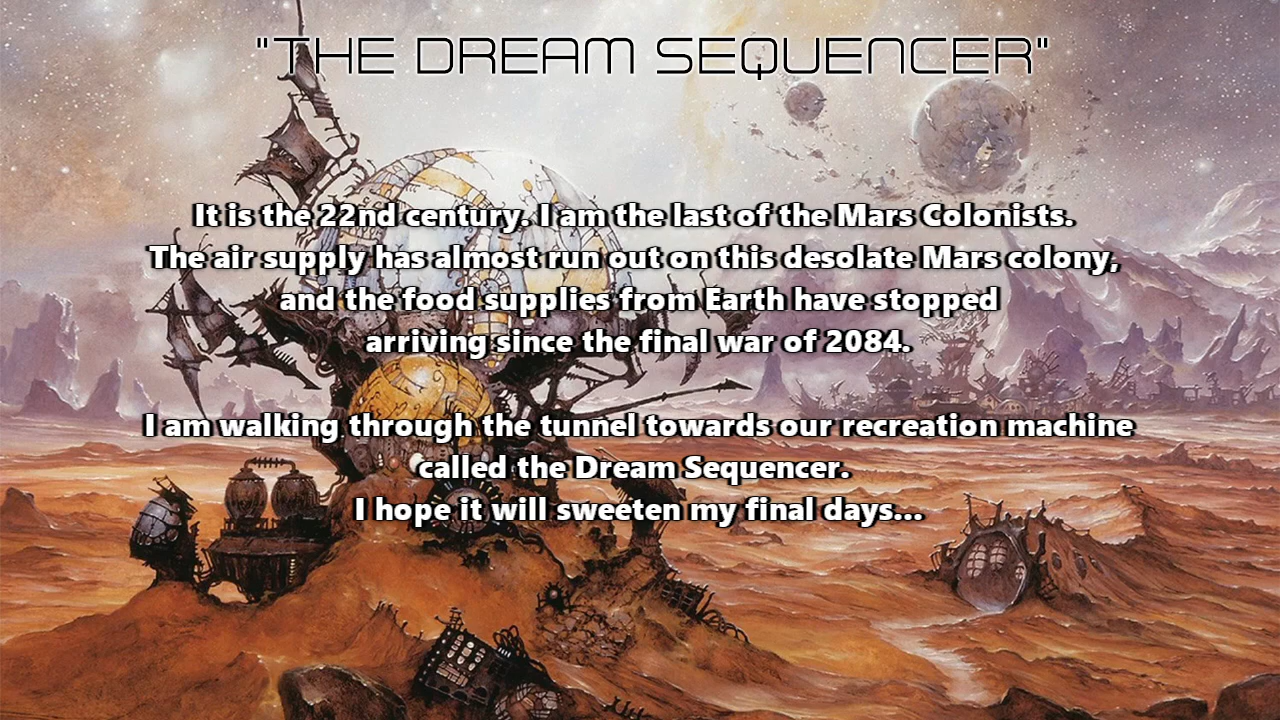 "THE DREAM SEQUENCER"
It is the 22nd century. I am the last of the Mars Colonists.
The air supply has almost run out on this desolate Mars colony,
and the food supplies from Earth have stopped
arriving since the final war of 2084.
I am walking through the tunnel towards our recreation machine
called the Dream Sequencer.
I hope it will sweeten my final days...